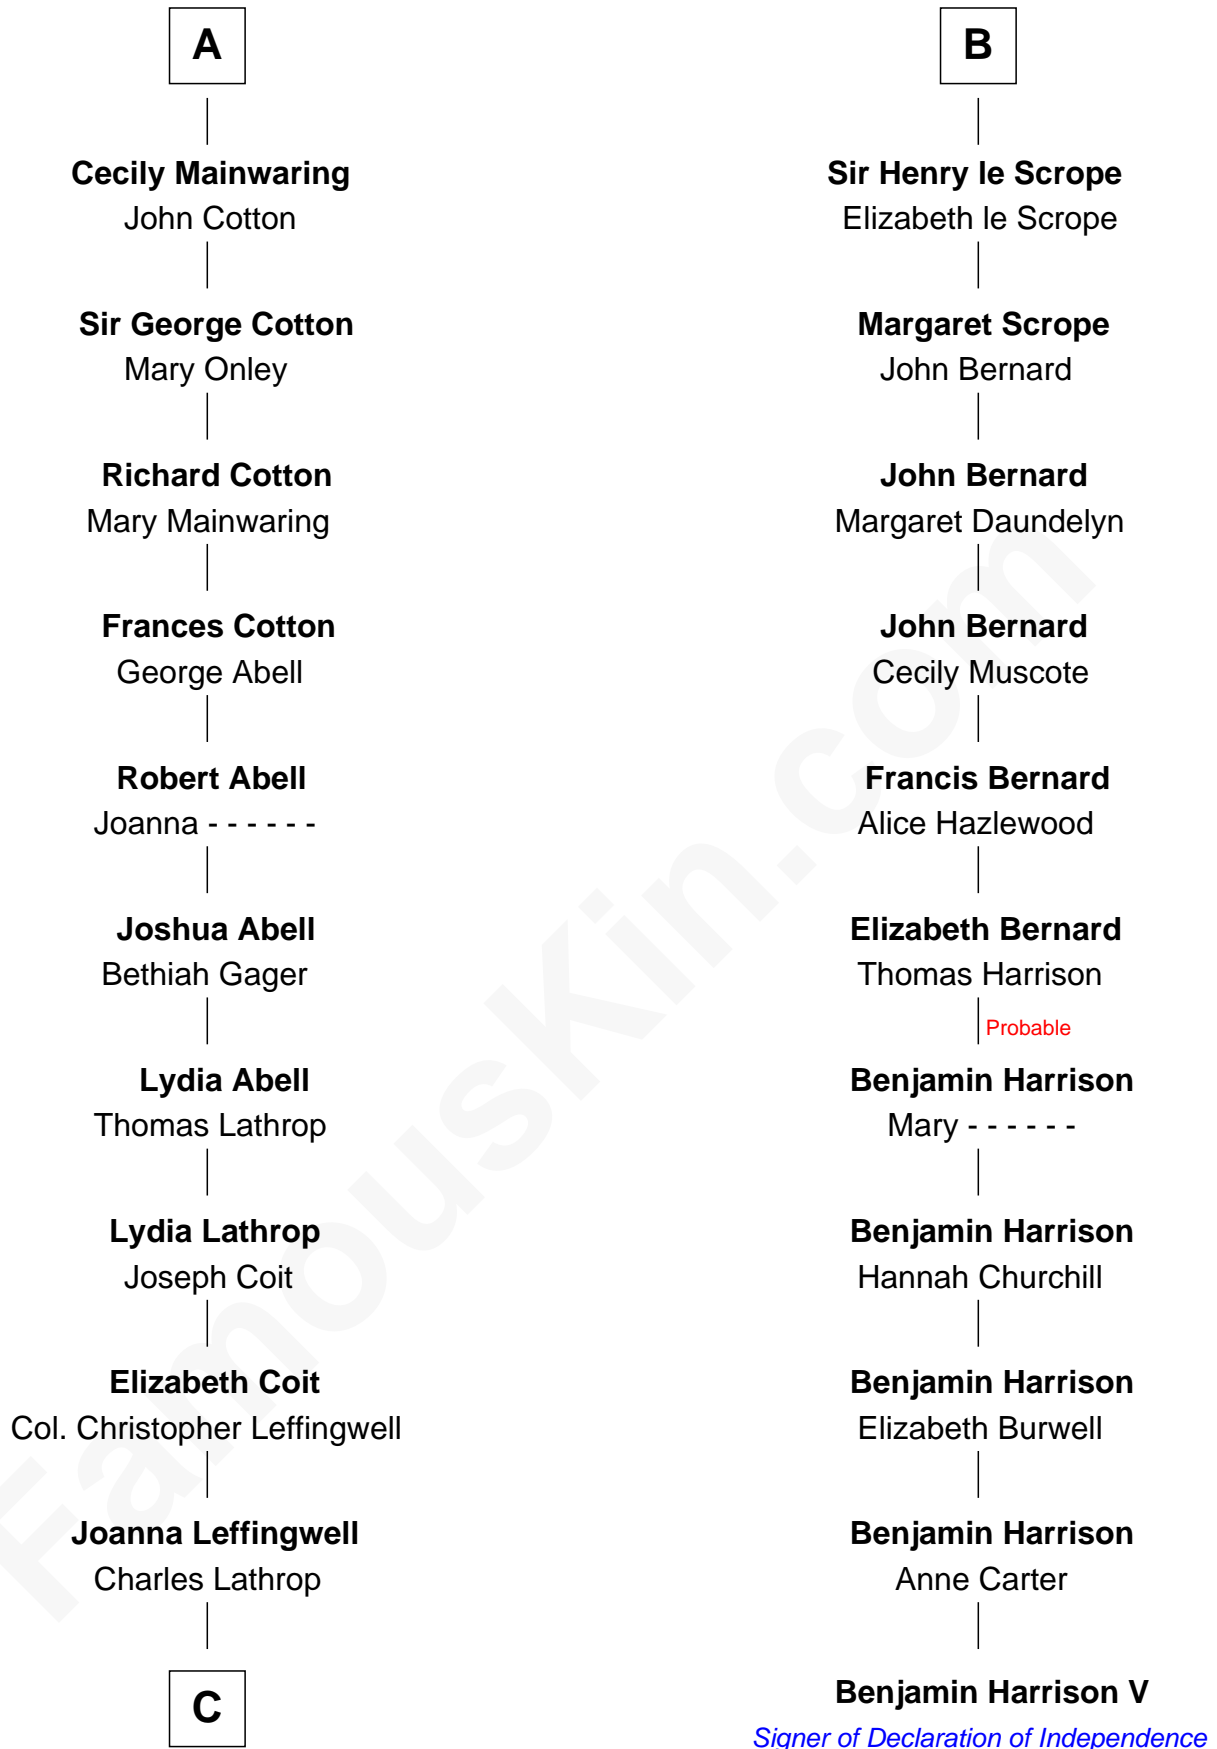 A
Cecily Mainwaring
John Cotton
Sir George Cotton
Mary Onley
Richard Cotton
Mary Mainwaring
Frances Cotton
George Abell
Robert Abell
Joanna - - - - - -
Joshua Abell
Bethiah Gager
Lydia Abell
Thomas Lathrop
Lydia Lathrop
Joseph Coit
Elizabeth Coit
Col. Christopher Leffingwell
Joanna Leffingwell
Charles Lathrop
C
B
Sir Henry le Scrope
Elizabeth le Scrope
Margaret Scrope
John Bernard
John Bernard
Margaret Daundelyn
John Bernard
Cecily Muscote
Francis Bernard
Alice Hazlewood
Elizabeth Bernard
Thomas Harrison
Probable
Benjamin Harrison
Mary - - - - - -
Benjamin Harrison
Hannah Churchill
Benjamin Harrison
Elizabeth Burwell
Benjamin Harrison
Anne Carter
Benjamin Harrison V
Signer of Declaration of Independence
FamousKin.com